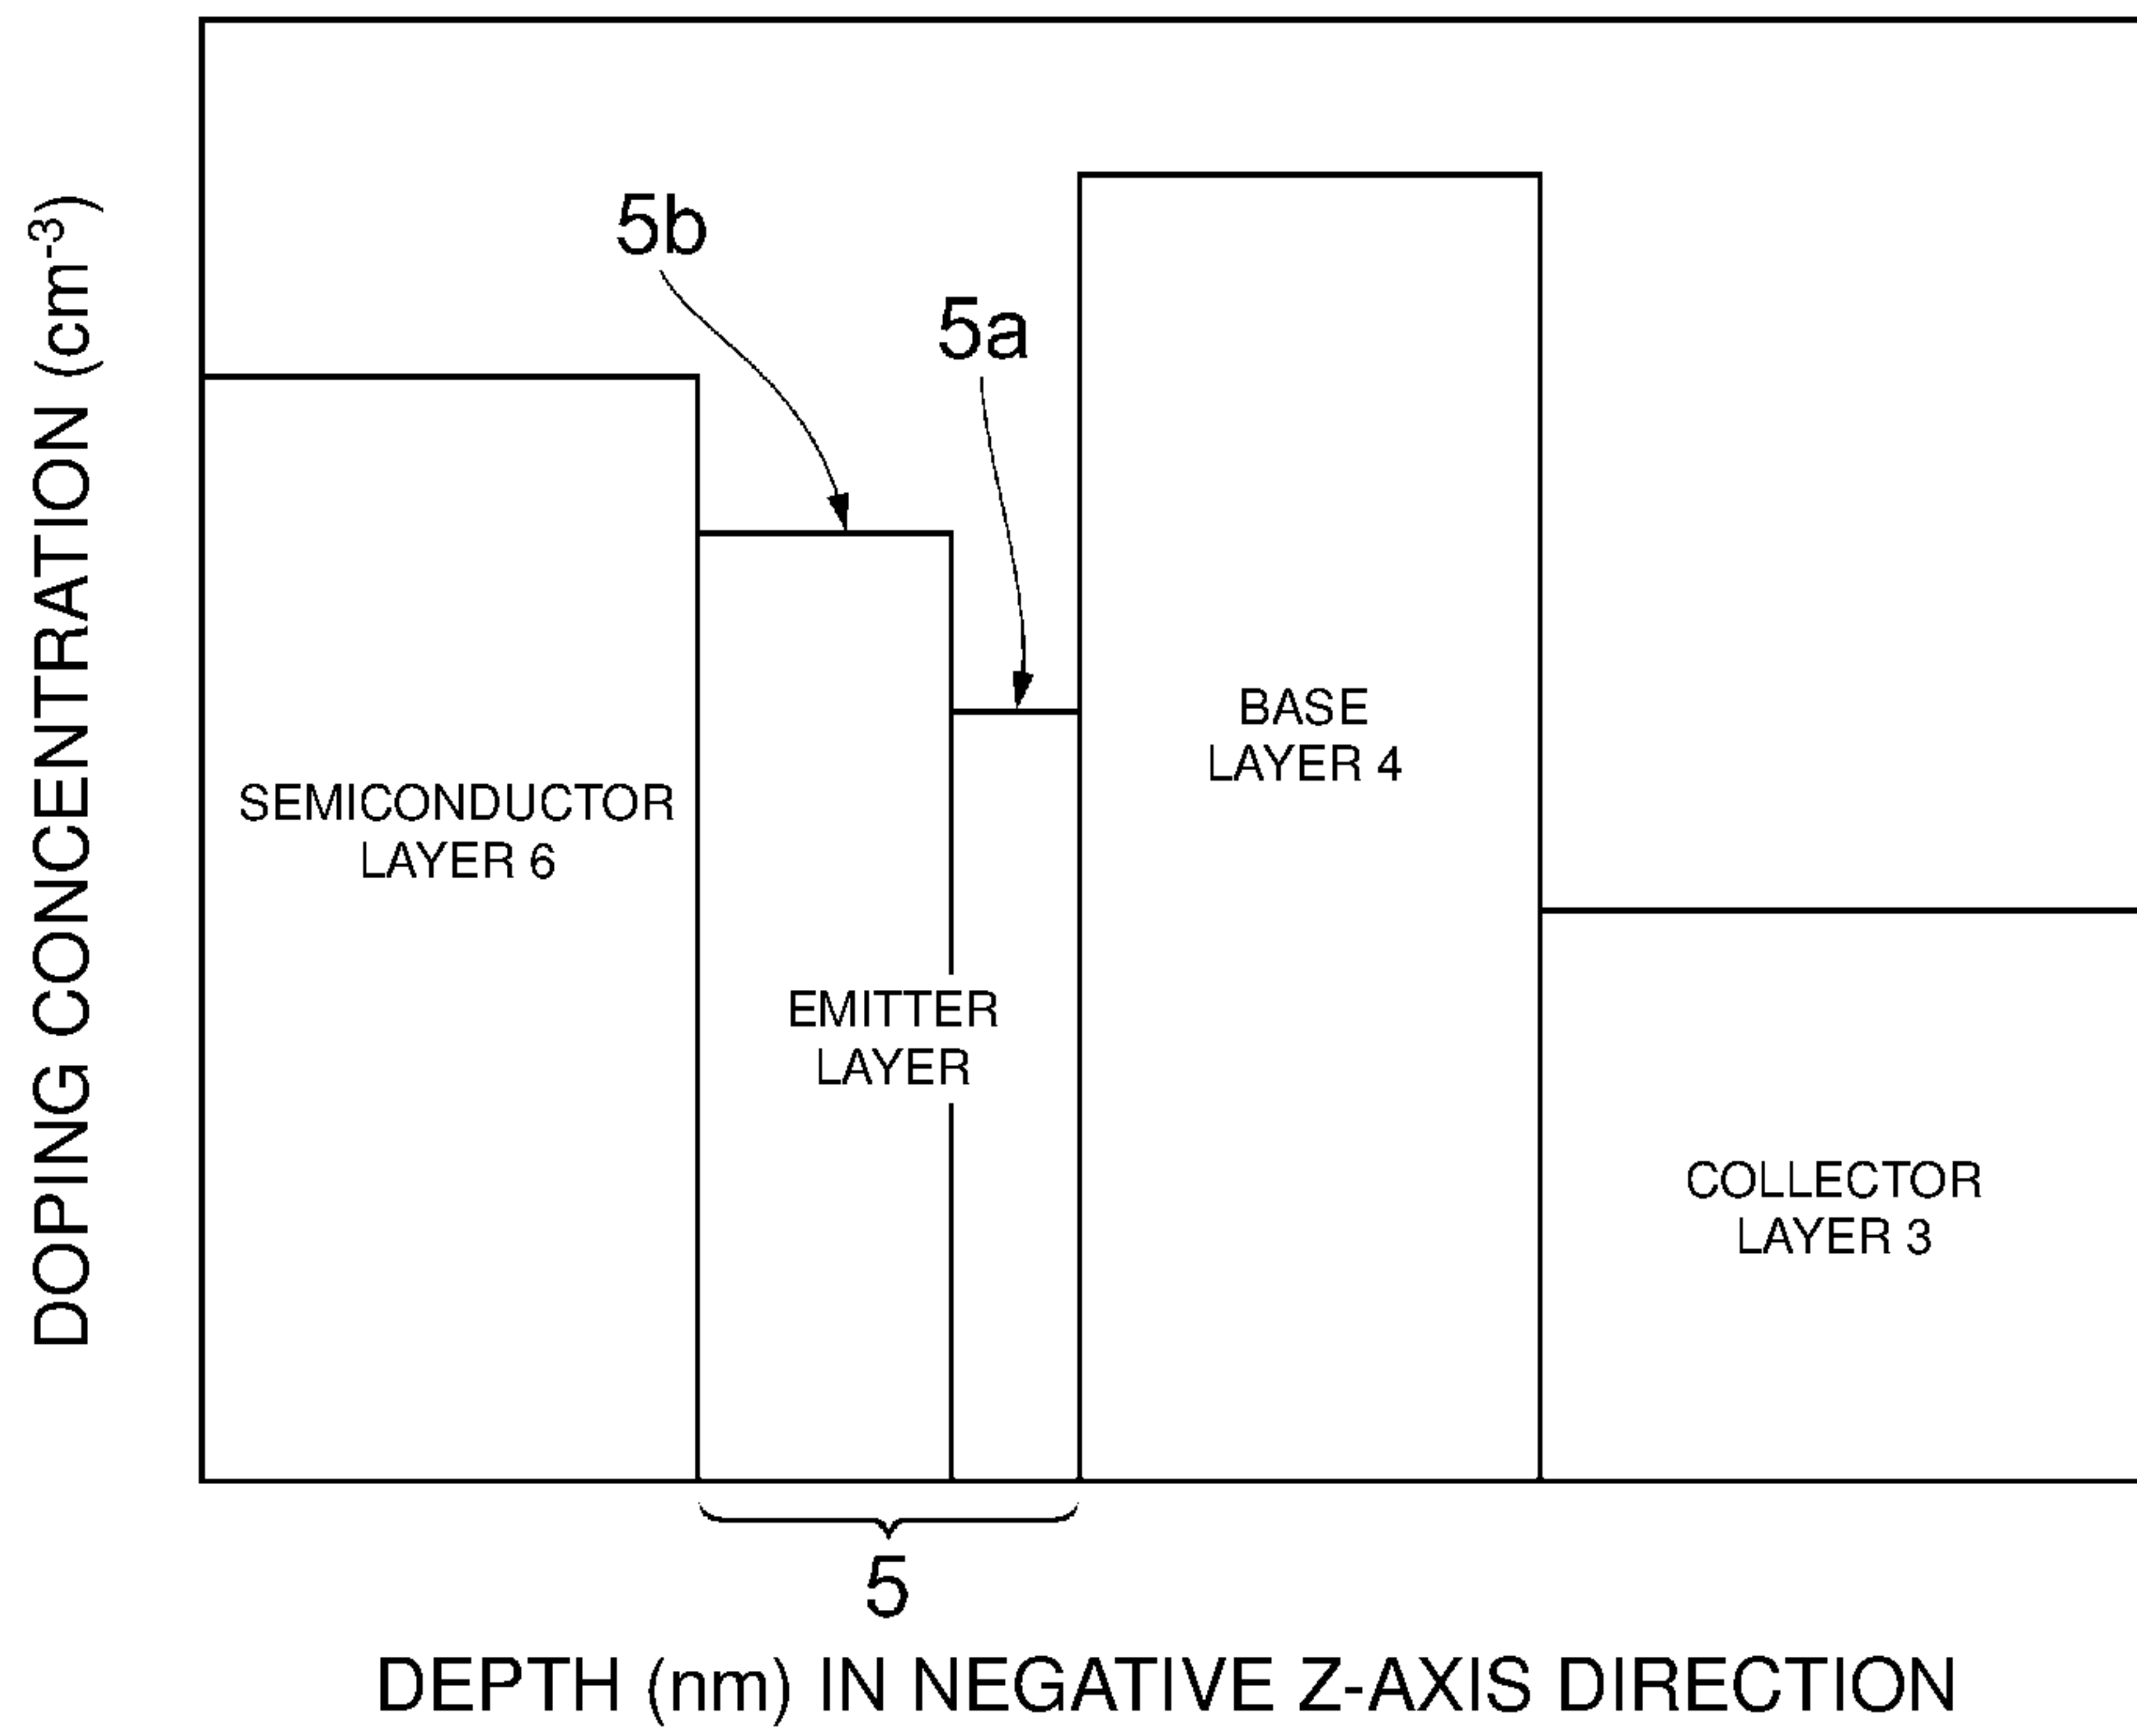 DOPING CONCENTRATION (cm-3)
5b
5a
SEMICONDUCTOR
LAYER 6
EMITTER
LAYER
BASE
LAYER 4
COLLECTOR
LAYER 3
5
DEPTH (nm) IN NEGATIVE Z-AXIS DIRECTION